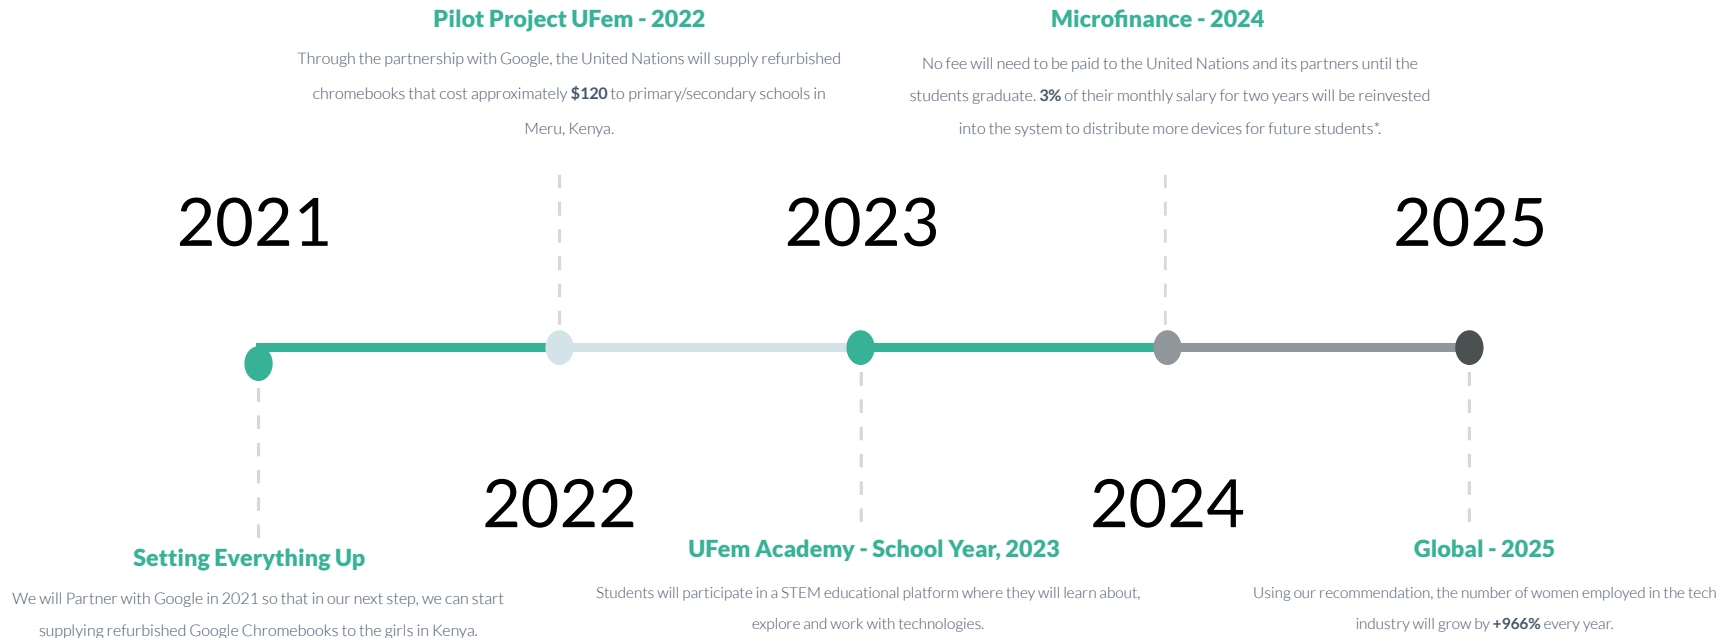 Pilot Project UFem - 2022
Through the partnership with Google, the United Nations will supply refurbished
chromebooks that cost approximately $120 to primary/secondary schools in
Meru, Kenya.
Microfinance - 2024
No fee will need to be paid to the United Nations and its partners until the
students graduate. 3% of their monthly salary for two years will be reinvested
into the system to distribute more devices for future students*.
2021
2023
2025
2022
2024
Setting Everything Up
We will Partner with Google in 2021 so that in our next step, we can start
supplying refurbished Google Chromebooks to the girls in Kenya.
UFem Academy - School Year, 2023
Students will participate in a STEM educational platform where they will learn about,
explore and work with technologies.
Global - 2025
Using our recommendation, the number of women employed in the tech
industry will grow by +966% every year.